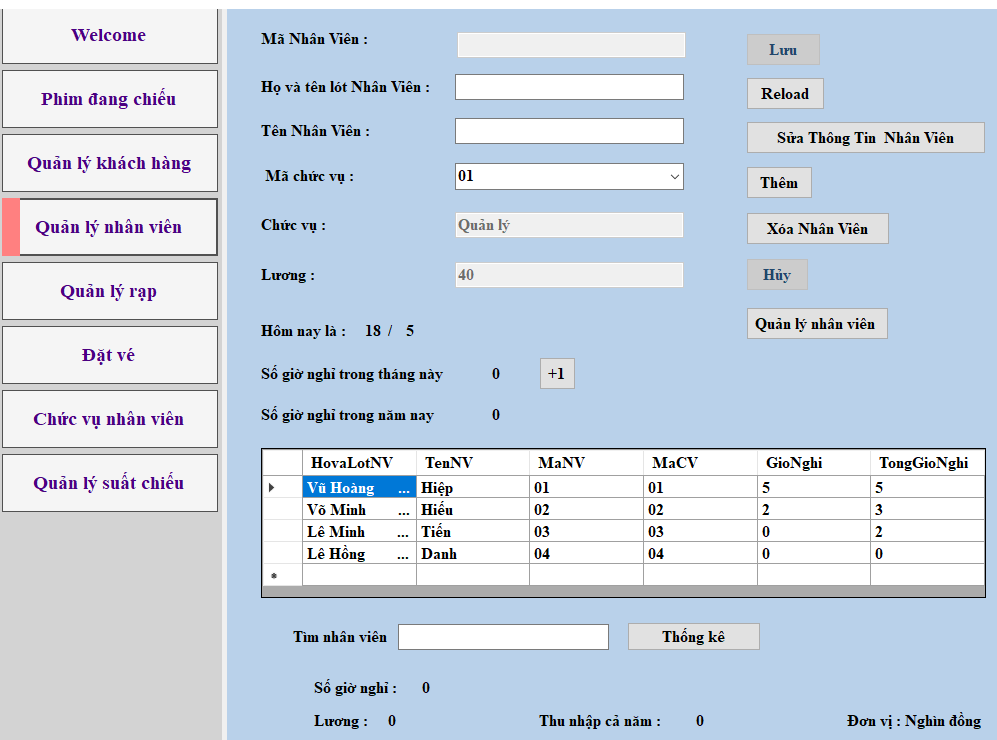 Welcome
Phim đang chiếu
Quản lý khách hàng
Quản lý nhân viên
Quản lý rạp
Đặt vé
Chức vụ nhân viên
Quản lý suất chiếu
Mã Nhân Viên :
Họ và tên lót Nhân Viên :
Tên Nhân Viên :
Mã chức vụ : 01
Chức vụ : Quản lý
Lương : 40
Hôm nay là : 18 / 5
Số giờ nghỉ trong tháng này 0 +1
Số giờ nghỉ trong năm nay 0
Lưu
Reload
Sửa Thông Tin Nhân Viên
Thêm
Xóa Nhân Viên
Hủy
Quản lý nhân viên
HovaLotNV TenNV MaNV MaCV GioNghi TongGioNghi
Vũ Hoàng ... Hiệp 01 01 5 5
Võ Minh ... Hiếu 02 02 2 3
Lê Minh ... Tiến 03 03 0 2
Lê Hồng ... Danh 04 04 0 0
Tìm nhân viên Thống kê
Số giờ nghỉ : 0
Lương : 0 Thu nhập cả năm : 0 Đơn vị : Nghìn đồng